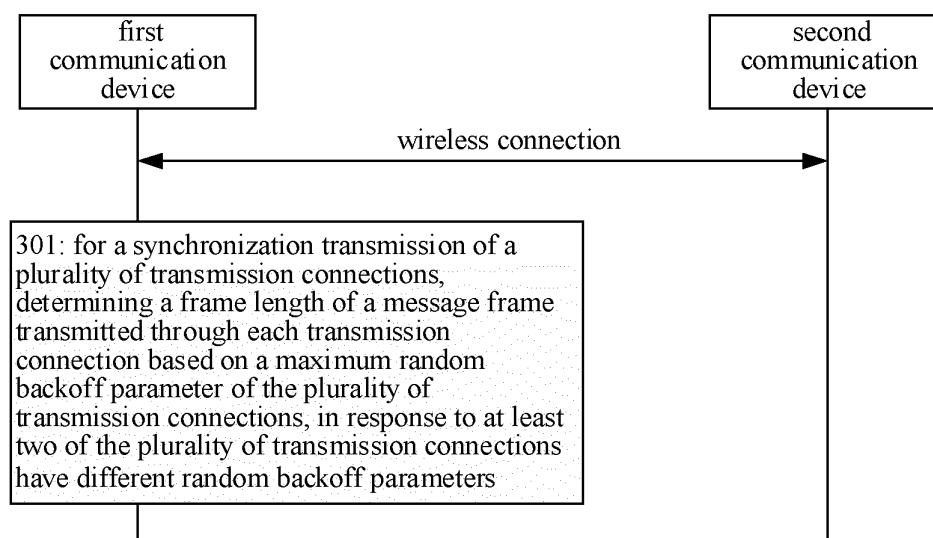 first
communication
device
second
communication
device
wireless connection
301: for a synchronization transmission of a
plurality of transmission connections,
determining a frame length of a message frame
transmitted through each transmission
connection based on a maximum random
backoff parameter of the plurality of
transmission connections, in response to at least
two of the plurality of transmission connections
have different random backoff parameters